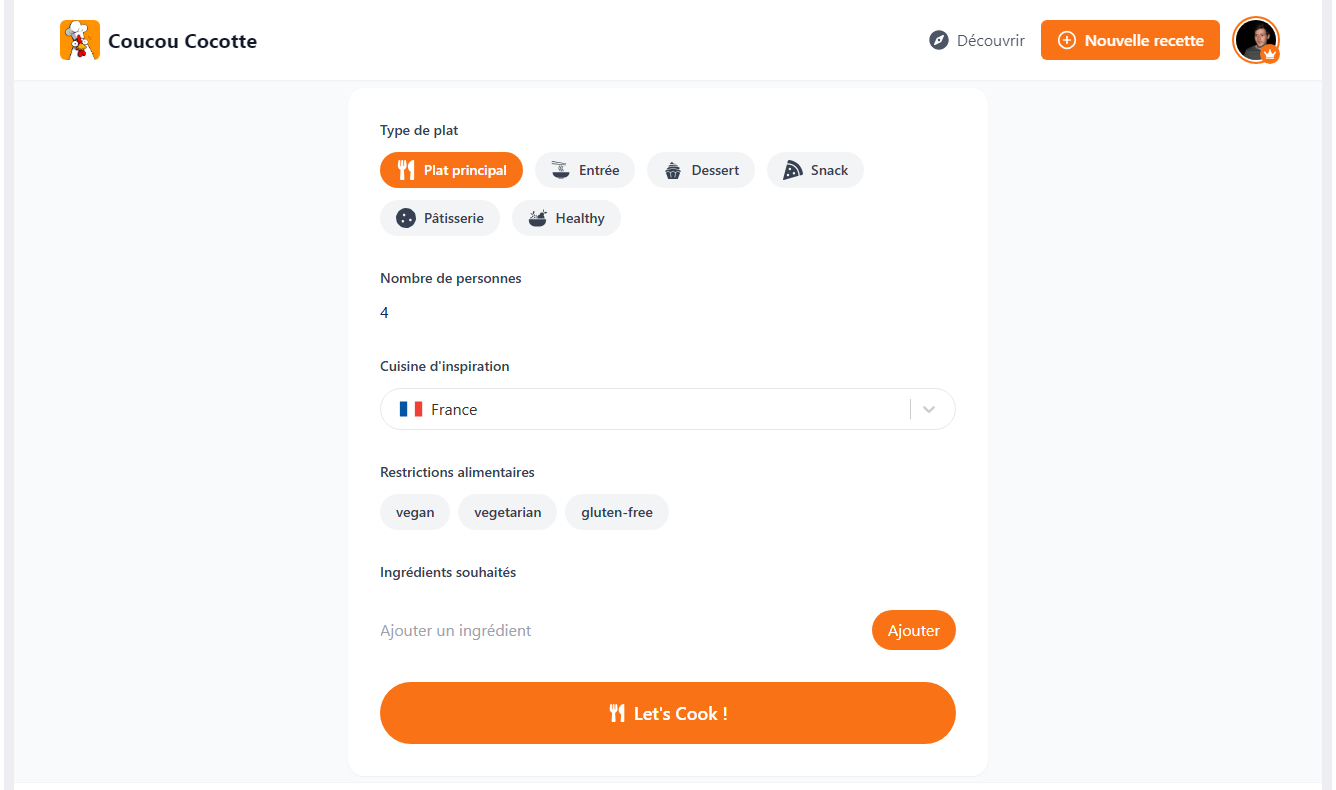 Coucou Cocotte
Découvrir
Nouvelle recette
Type de plat
Plat principal
Entrée
Dessert
Snack
Pâtisserie
Healthy
Nombre de personnes
4
Cuisine d'inspiration
France
Restrictions alimentaires
vegan
vegetarian
gluten-free
Ingrédients souhaités
Ajouter un ingrédient
Ajouter
Let's Cook !